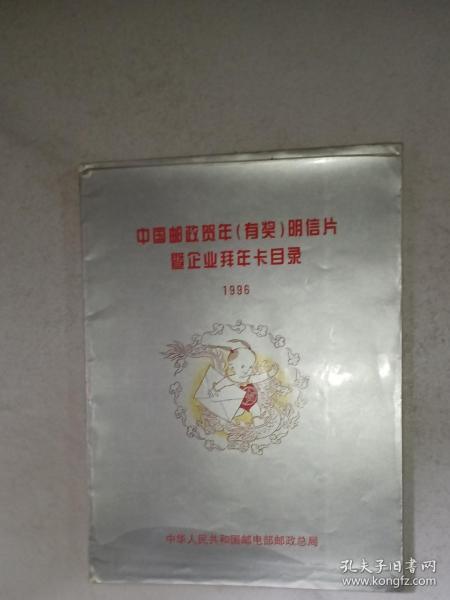 中国邮政贺年(有奖)明信片
暨企业拜年卡目录
1996
中华人民共和国邮电部邮政总局
孔夫子旧书网
www.kongfz.com